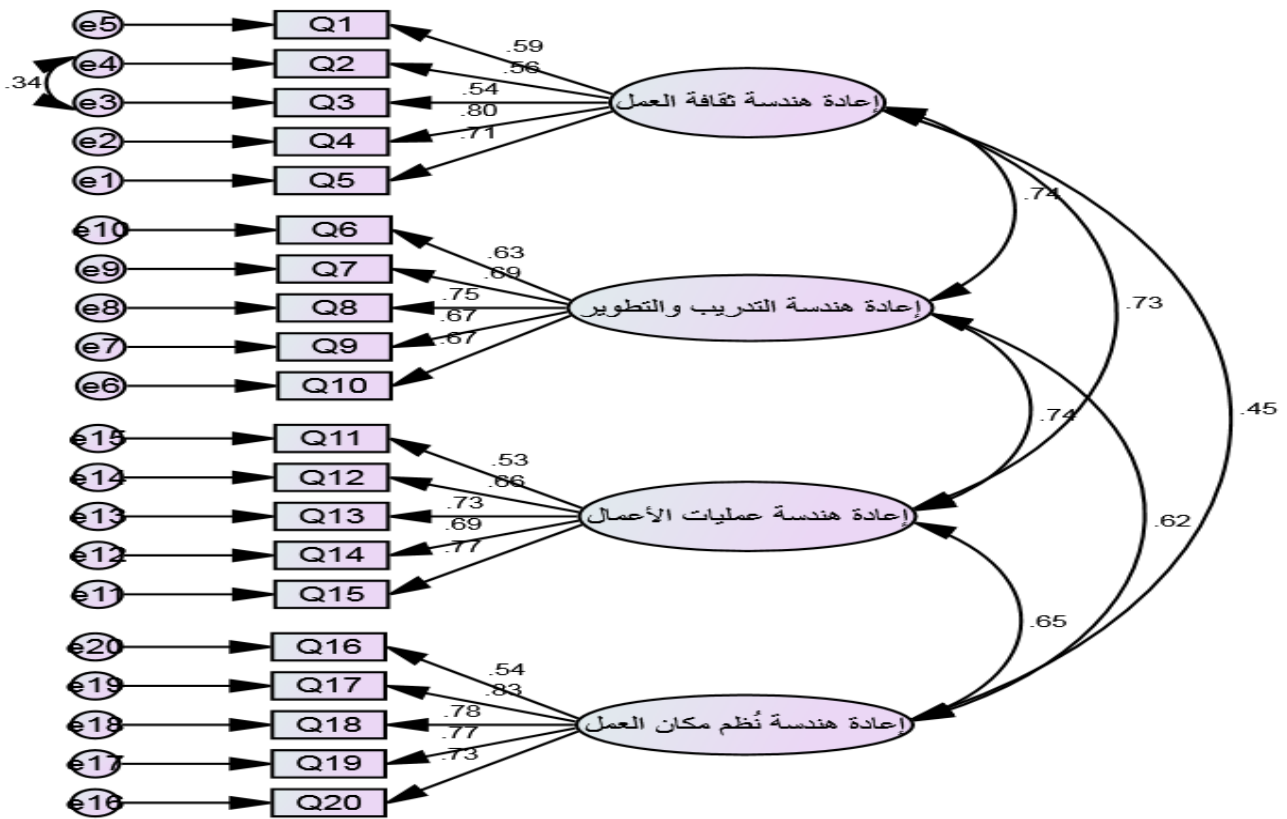 e5 Q1
.59
e4 Q2
.56
.34
e3 Q3
.54
إعادة هندسة ثقافة العمل
e2 Q4
.80
e1 Q5
.71
.74
e10 Q6
.63
e9 Q7
.69
e8 Q8
.75
إعادة هندسة التدريب والتطوير
.73
e7 Q9
.67
e6 Q10
.67
.74
.45
e15 Q11
.53
e14 Q12
.66
e13 Q13
.73
إعادة هندسة عمليات الأعمال
.62
e12 Q14
.69
e11 Q15
.77
.65
e20 Q16
.54
e19 Q17
.83
e18 Q18
.78
إعادة هندسة نُظم مكان العمل
e17 Q19
.77
e16 Q20
.73